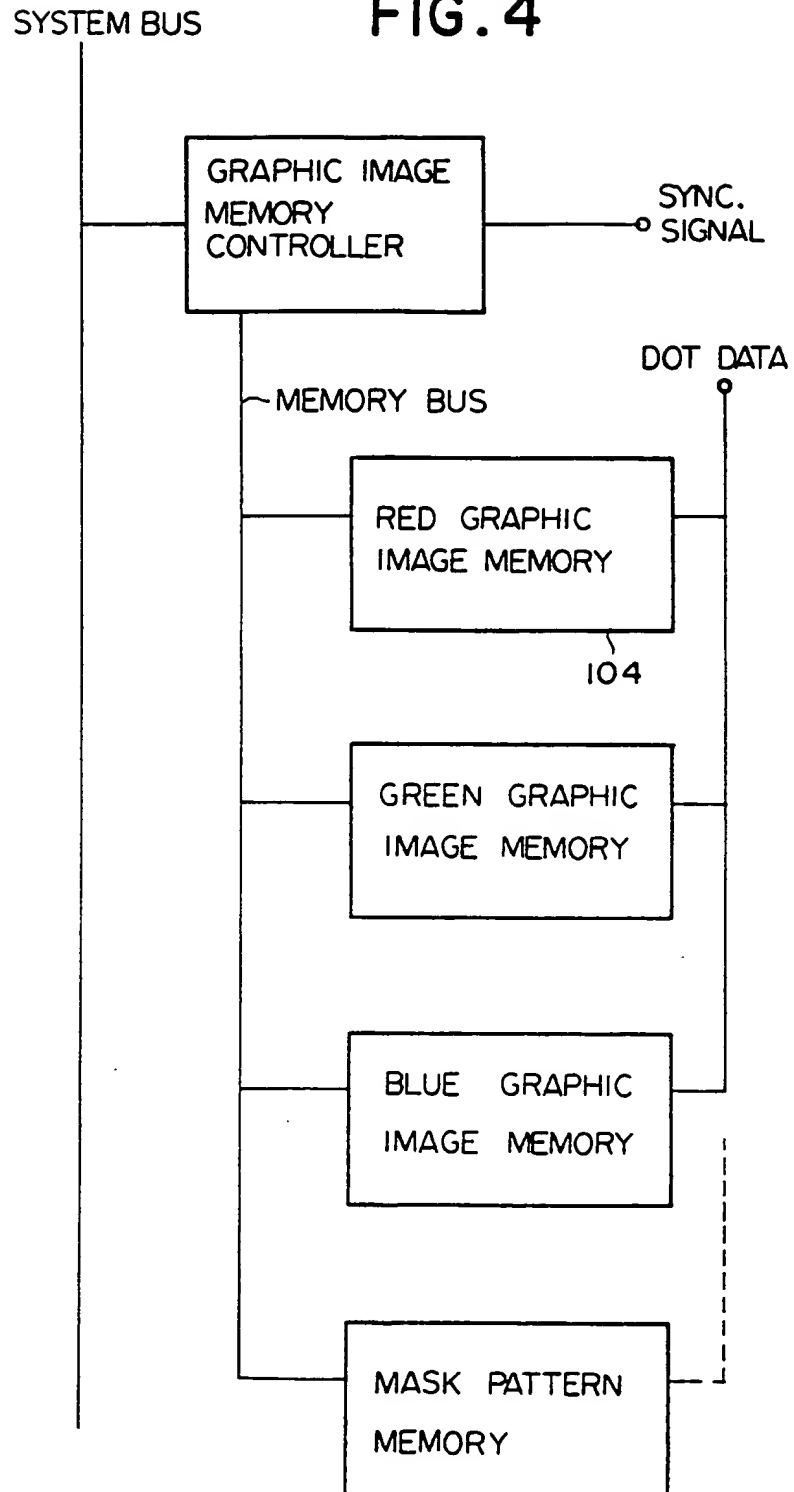 SYSTEM BUS
FIG. 4
GRAPHIC IMAGE
MEMORY
CONTROLLER
SYNC.
SIGNAL
DOT DATA
MEMORY BUS
RED GRAPHIC
IMAGE MEMORY
104
GREEN GRAPHIC
IMAGE MEMORY
BLUE GRAPHIC
IMAGE MEMORY
MASK PATTERN
MEMORY